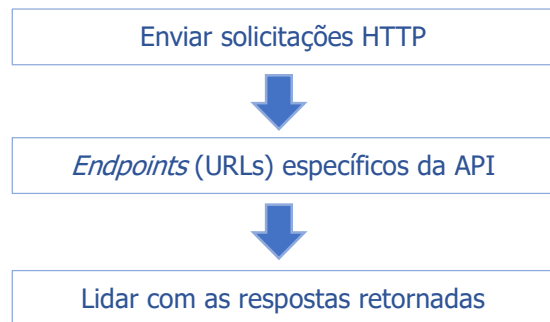 Enviar solicitações HTTP
Endpoints (URLs) específicos da API
Lidar com as respostas retornadas